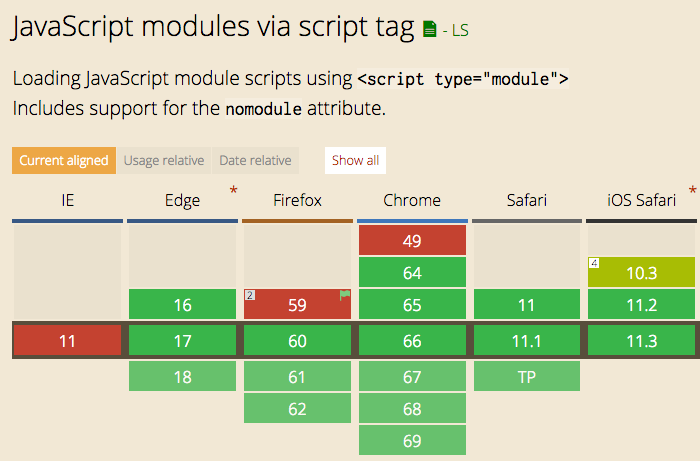 JavaScript modules via script tag - LS
Loading JavaScript module scripts using <script type="module">
Includes support for the nomodule attribute.
Current aligned Usage relative Date relative Show all
IE Edge * Firefox Chrome Safari iOS Safari *
49
64 4 10.3
16 2 59 65 11 11.2
11 17 60 66 11.1 11.3
18 61 67 TP
62 68
69